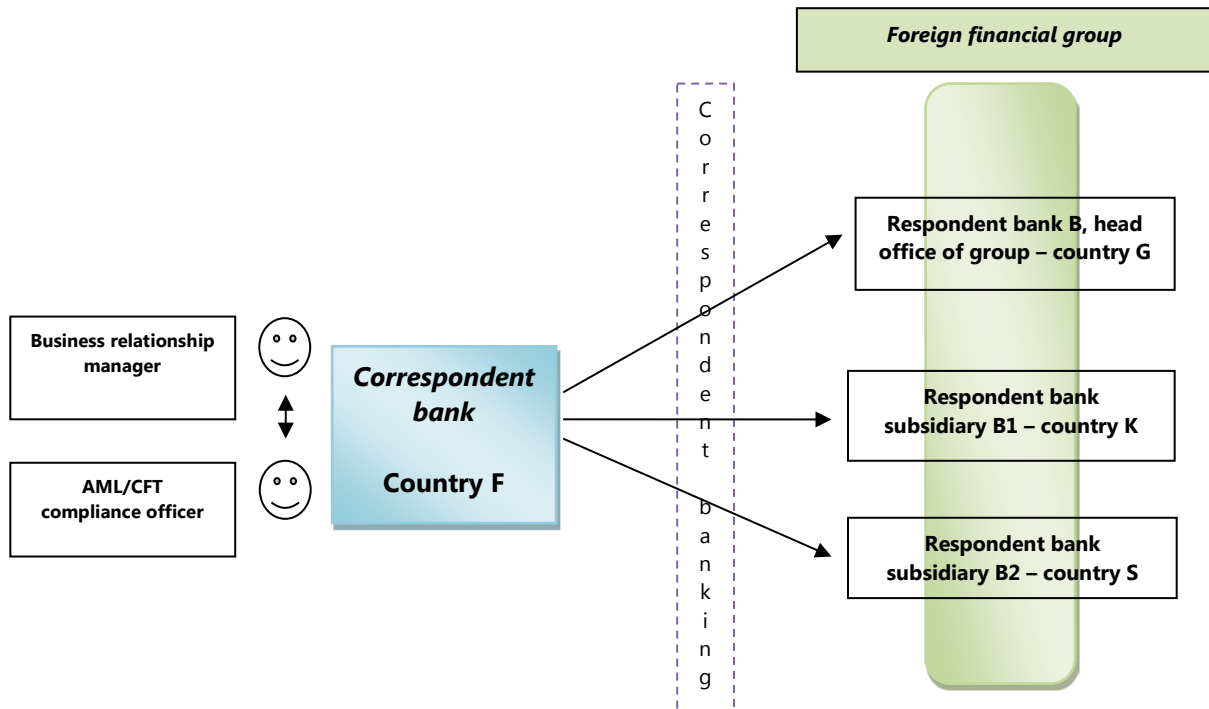 Foreign financial group
Correspondent banking
Respondent bank B, head
office of group – country G
Business relationship
manager
Correspondent
bank
Country F
Respondent bank
subsidiary B1 – country K
AML/CFT
compliance officer
Respondent bank
subsidiary B2 – country S